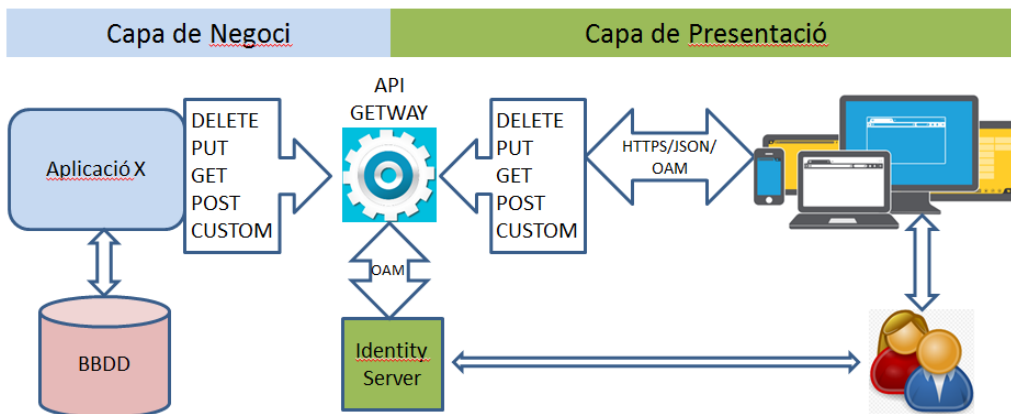 Capa de Negoci
Capa de Presentació
API
GETWAY
DELETE
PUT
GET
POST
CUSTOM
DELETE
PUT
GET
POST
CUSTOM
HTTPS/JSON/
OAM
Aplicació X
OAM
BBDD
Identity
Server